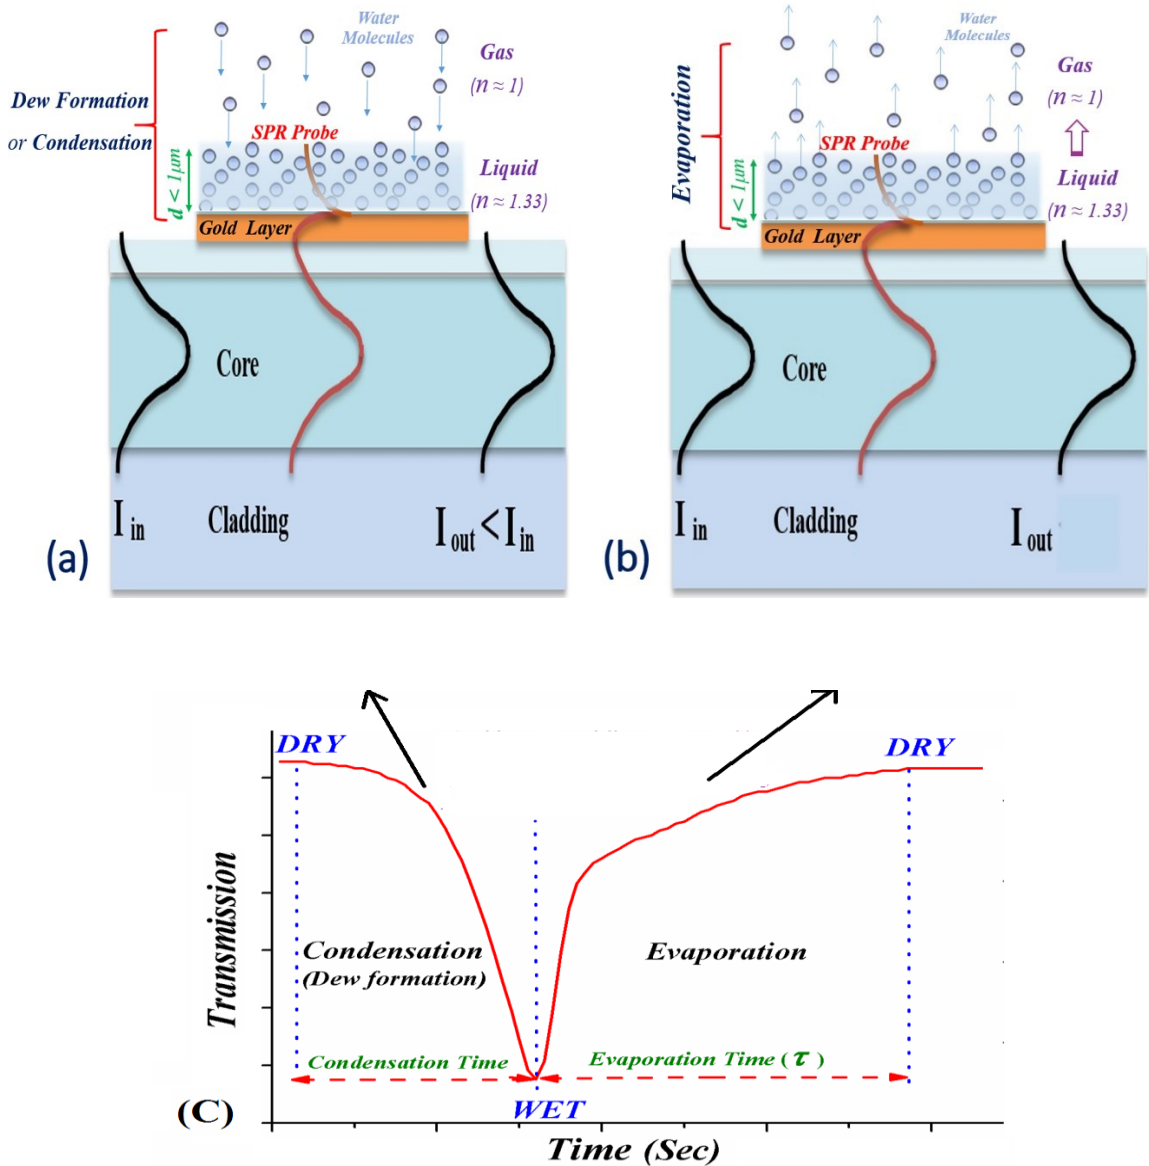 Water
Molecules
Gas
(n ≈ 1)
Dew Formation
or Condensation
SPR Probe
d < 1μm
Liquid
(n ≈ 1.33)
Gold Layer
Core
I in
Cladding
I out < I in
(a)
Water
Molecules
Gas
(n ≈ 1)
Evaporation
SPR Probe
d < 1μm
Liquid
(n ≈ 1.33)
Gold Layer
Core
I in
Cladding
I out
(b)
DRY
DRY
Transmission
Condensation
(Dew formation)
Evaporation
Condensation Time
Evaporation Time (τ)
(C)
WET
Time (Sec)